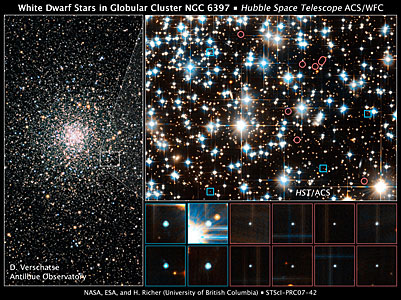 White Dwarf Stars in Globular Cluster NGC 6397 ▪ Hubble Space Telescope ACS/WFC
HST/ACS
D. Verschatse
Antilhue Observatory
NASA, ESA, and H. Richer (University of British Columbia) ▪ STScI-PRC07-42